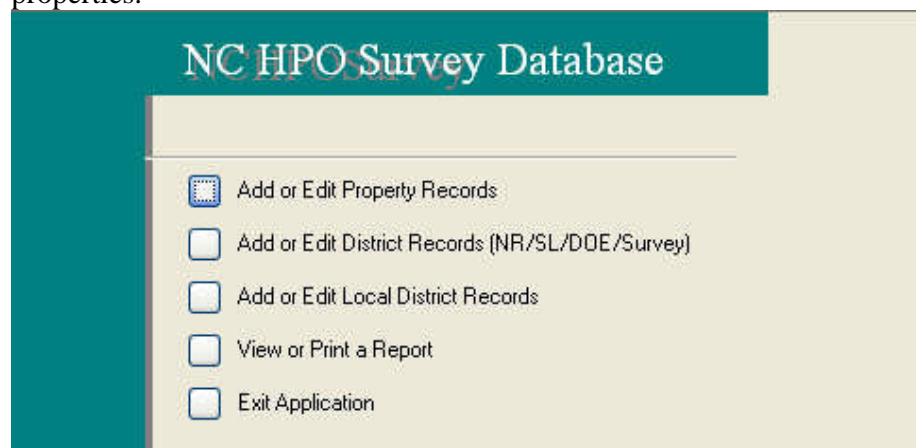 properties.
NC HPO Survey Database
Add or Edit Property Records
Add or Edit District Records (NR/SL/DOE/Survey)
Add or Edit Local District Records
View or Print a Report
Exit Application